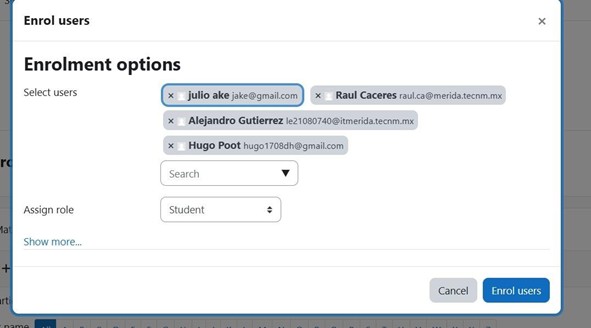 Enrol users ×
Enrolment options
Select users
× julio ake jake@gmail.com × Raul Caceres raul.ca@merida.tecnm.mx
× Alejandro Gutierrez le21080740@itmerida.tecnm.mx
× Hugo Poot hugo1708dh@gmail.com
Search ▼
Assign role Student
Show more...
Cancel Enrol users